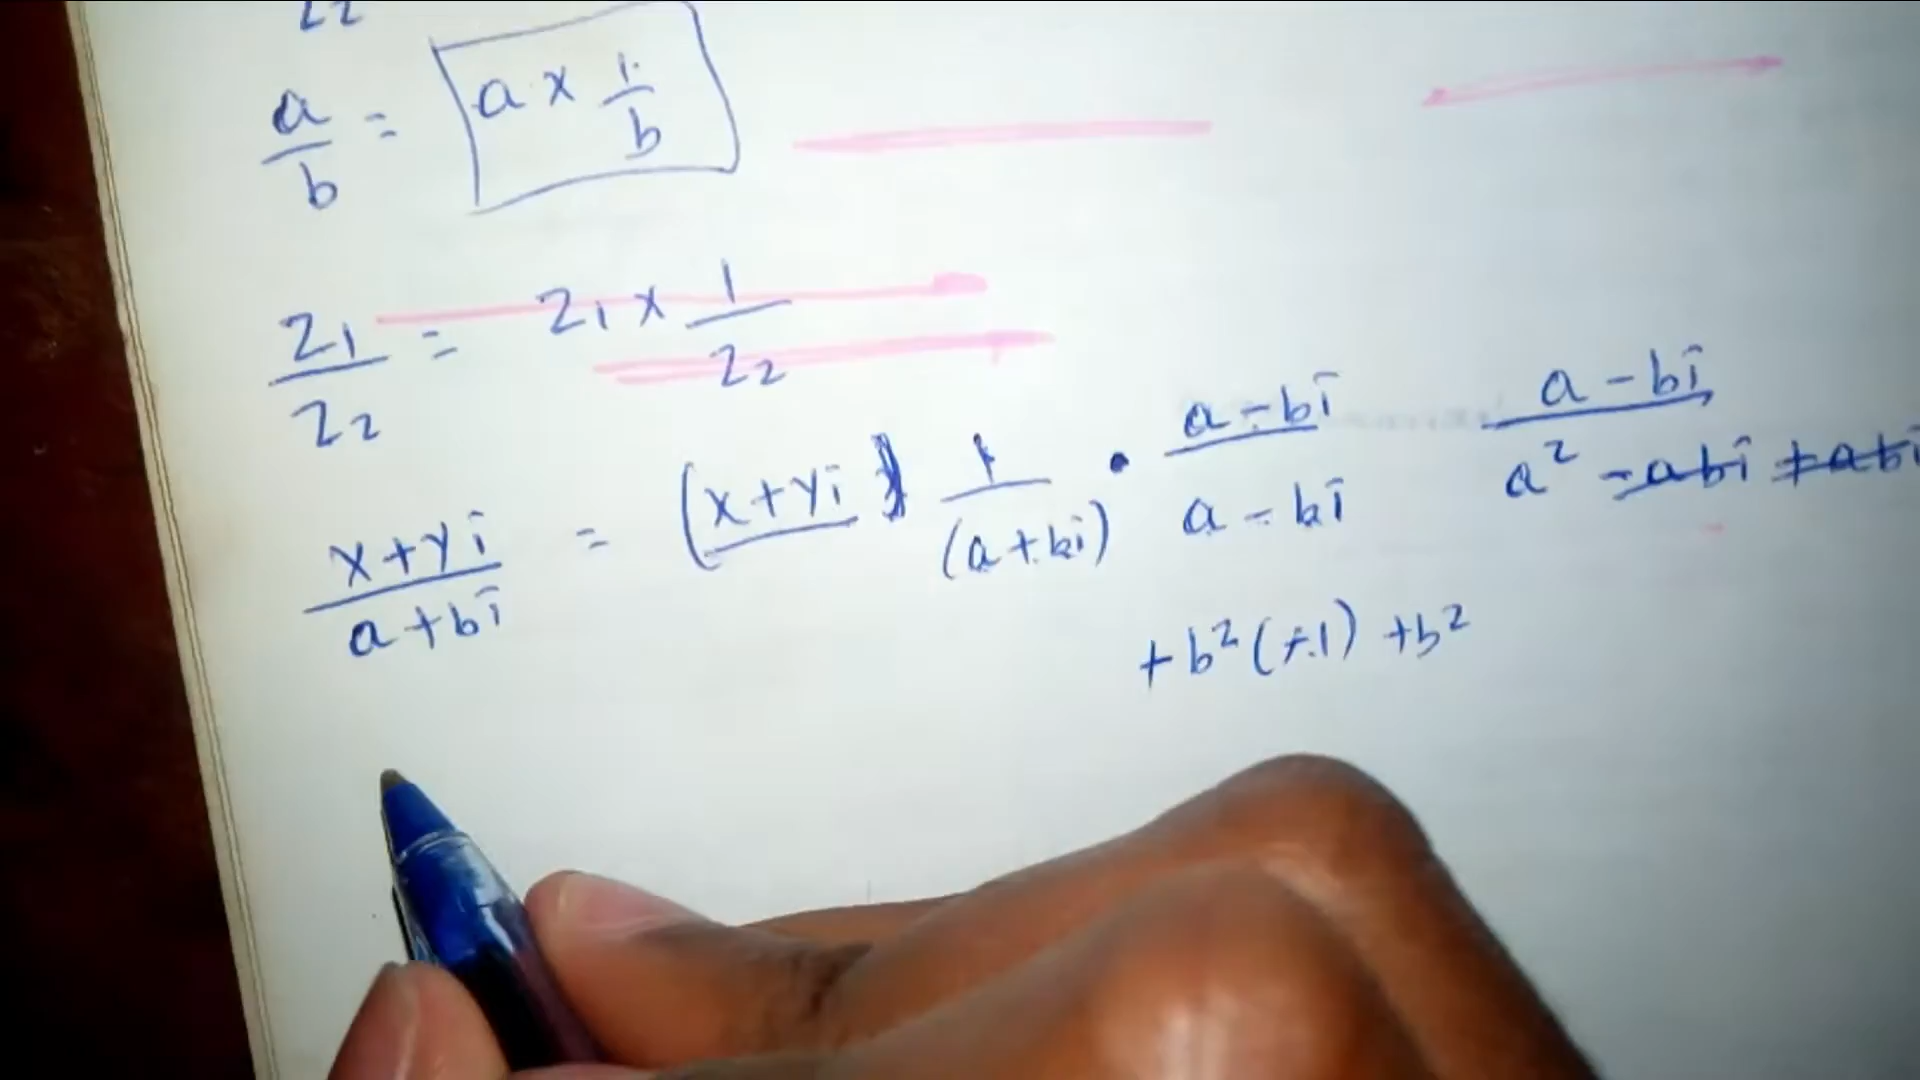 a/b = a x 1/b
z1/z2 = z1 x 1/z2
x+yi/a+bi = (x+yi) 1/(a+bi) · a-bi/a-bi a-bi/a² -abi +abi
+b²(+1) +b²